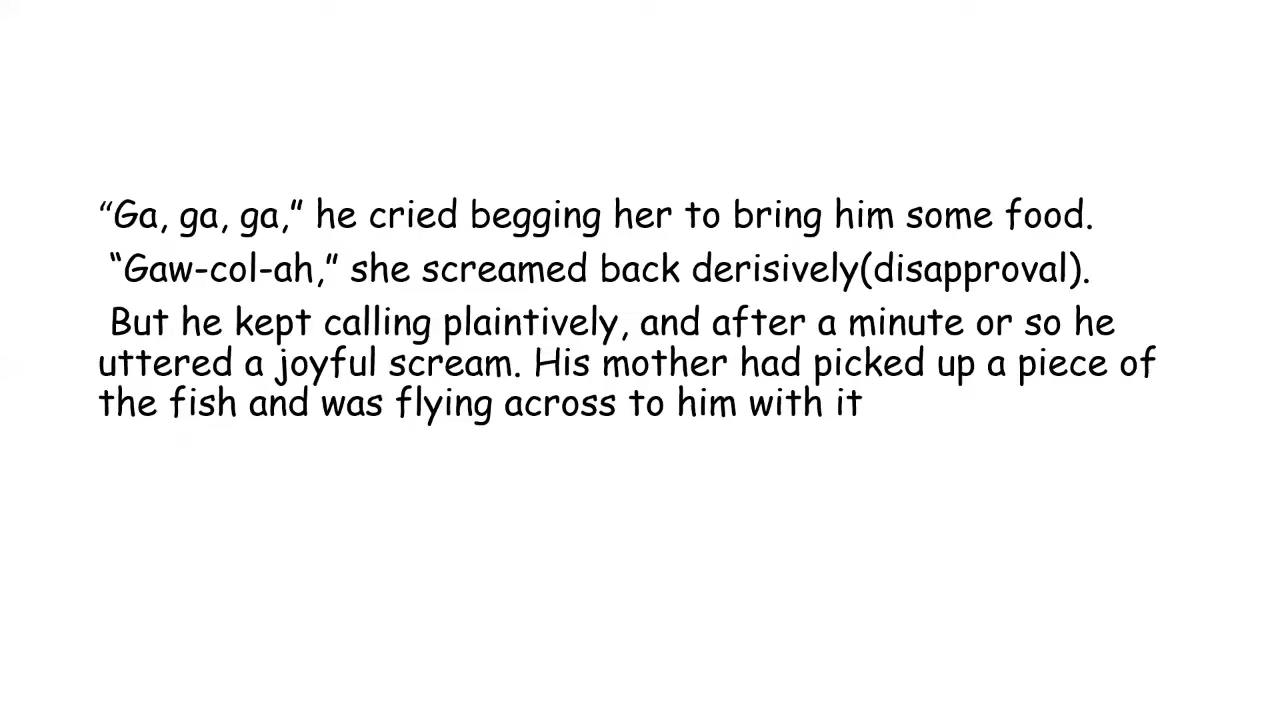 “Ga, ga, ga,” he cried begging her to bring him some food.
“Gaw-col-ah,” she screamed back derisively(disapproval).
But he kept calling plaintively, and after a minute or so he
uttered a joyful scream. His mother had picked up a piece of
the fish and was flying across to him with it